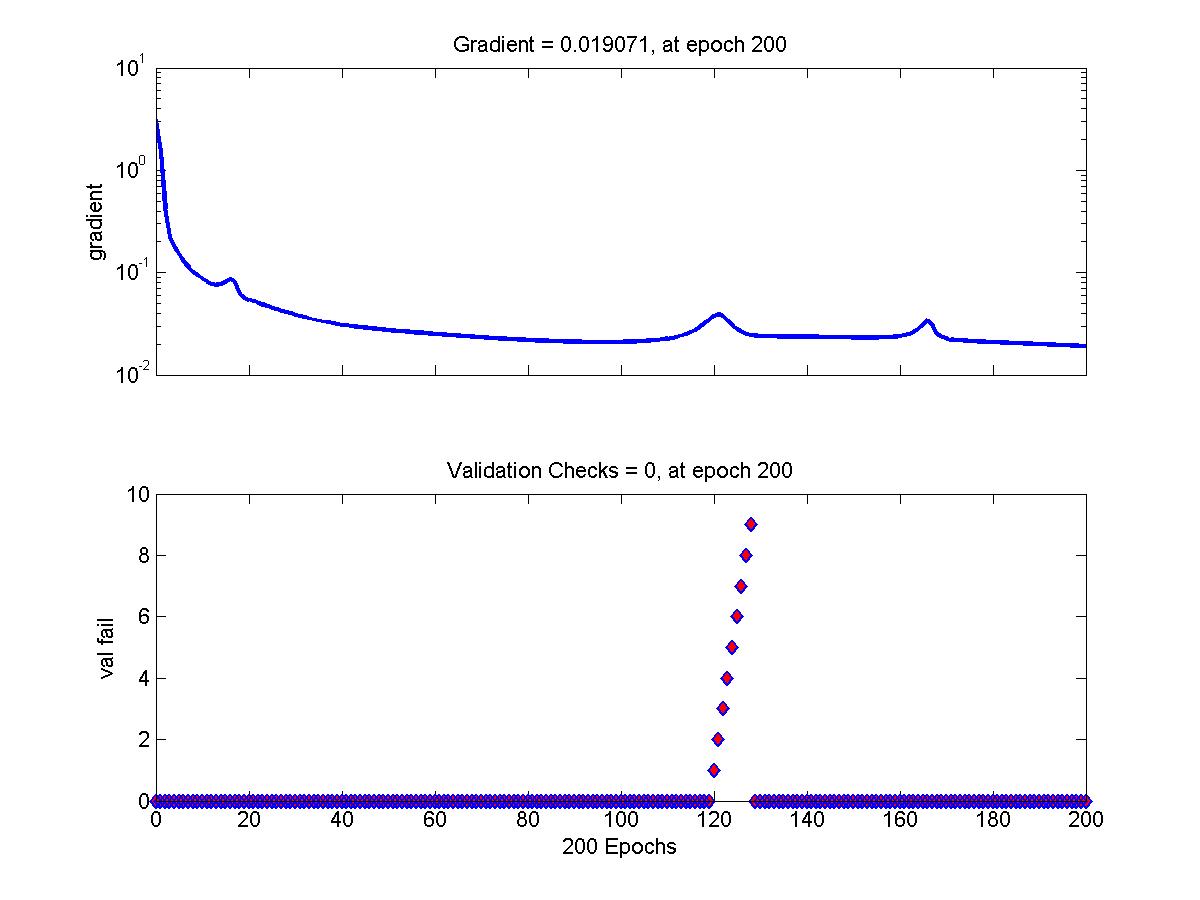 Gradient = 0.019071, at epoch 200
10^1
10^0
10^-1
10^-2
gradient
Validation Checks = 0, at epoch 200
10
8
6
4
2
0
val fail
0 20 40 60 80 100 120 140 160 180 200
200 Epochs